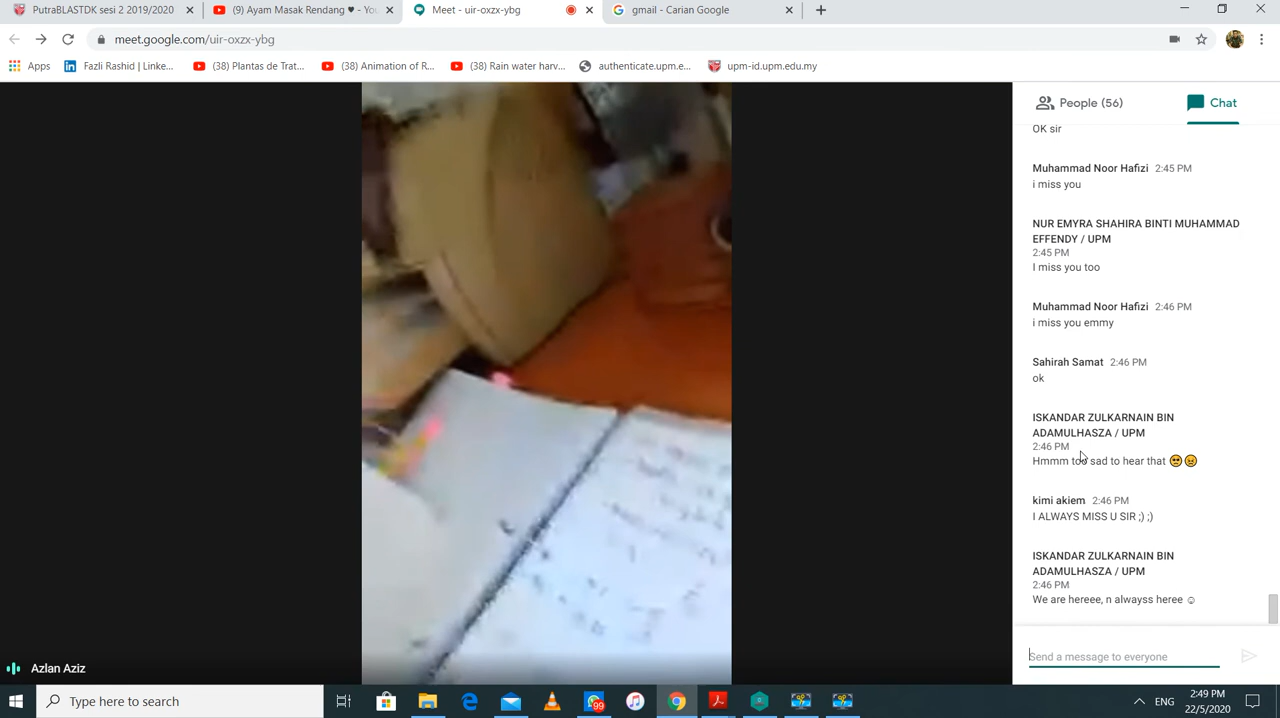 PutraBLASTDK sesi 2 2019/2020
(9) Ayam Masak Rendang ♥ - You
Meet - uir-oxzx-ybg
gmail - Carian Google
meet.google.com/uir-oxzx-ybg
Apps
Fazli Rashid | Linke...
(38) Plantas de Trat...
(38) Animation of R...
(38) Rain water harv...
authenticate.upm.e...
upm-id.upm.edu.my
People (56)
Chat
OK sir
Muhammad Noor Hafizi 2:45 PM
i miss you
NUR EMYRA SHAHIRA BINTI MUHAMMAD
EFFENDY / UPM
2:45 PM
I miss you too
Muhammad Noor Hafizi 2:46 PM
i miss you emmy
Sahirah Samat 2:46 PM
ok
ISKANDAR ZULKARNAIN BIN
ADAMULHASZA / UPM
2:46 PM
Hmmm too sad to hear that
kimi akiem 2:46 PM
I ALWAYS MISS U SIR ;) ;)
ISKANDAR ZULKARNAIN BIN
ADAMULHASZA / UPM
2:46 PM
We are hereee, n alwayss heree ☺
Send a message to everyone
Azlan Aziz
Type here to search
99
ENG
2:49 PM
22/5/2020